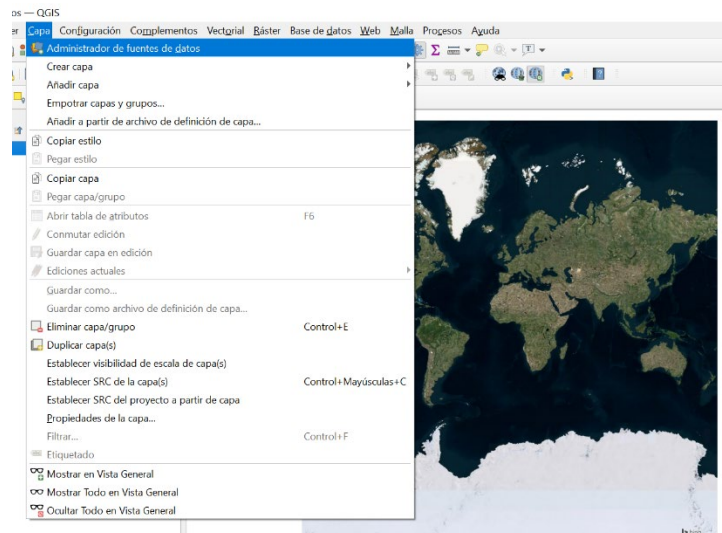 os — QGIS
er Capa Configuración Complementos Vectorial Ráster Base de datos Web Malla Procesos Ayuda
Administrador de fuentes de datos
Crear capa
Añadir capa
Empotrar capas y grupos...
Añadir a partir de archivo de definición de capa...
Copiar estilo
Pegar estilo
Copiar capa
Pegar capa/grupo
Abrir tabla de atributos F6
Conmutar edición
Guardar capa en edición
Ediciones actuales
Guardar como...
Guardar como archivo de definición de capa...
Eliminar capa/grupo Control+E
Duplicar capa(s)
Establecer visibilidad de escala de capa(s)
Establecer SRC de la capa(s) Control+Mayúsculas+C
Establecer SRC del proyecto a partir de capa
Propiedades de la capa...
Filtrar... Control+F
Etiquetado
Mostrar en Vista General
Mostrar Todo en Vista General
Ocultar Todo en Vista General